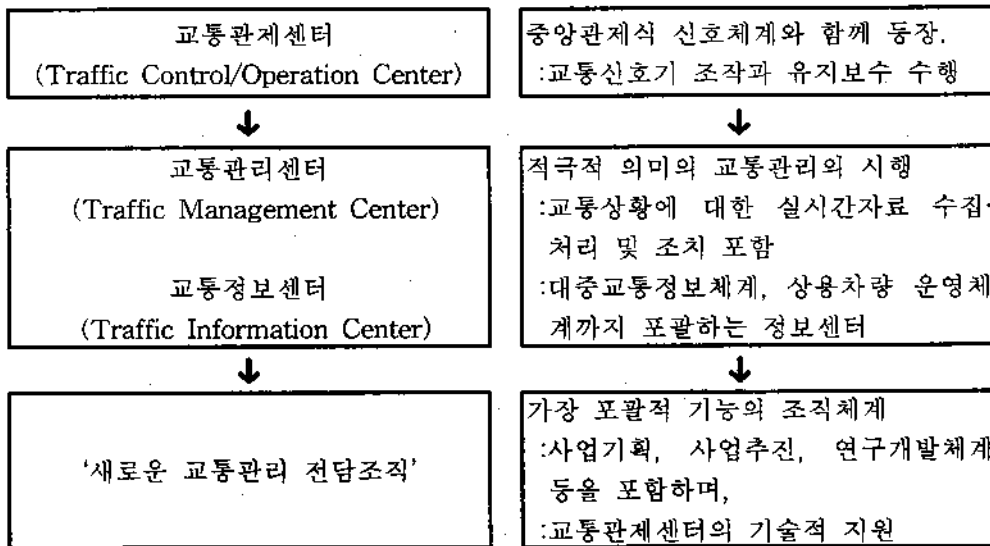 교통관제센터
(Traffic Control/Operation Center)
중앙관제식 신호체계와 함께 등장.
:교통신호기 조작과 유지보수 수행
↓
↓
교통관리센터
(Traffic Management Center)
교통정보센터
(Traffic Information Center)
적극적 의미의 교통관리의 시행
:교통상황에 대한 실시간자료 수집·
처리 및 조치 포함
:대중교통정보체계, 상용차량 운영체
계까지 포괄하는 정보센터
↓
↓
'새로운 교통관리 전담조직'
가장 포괄적 기능의 조직체계
:사업기획, 사업추진, 연구개발체계
등을 포함하며,
:교통관제센터의 기술적 지원